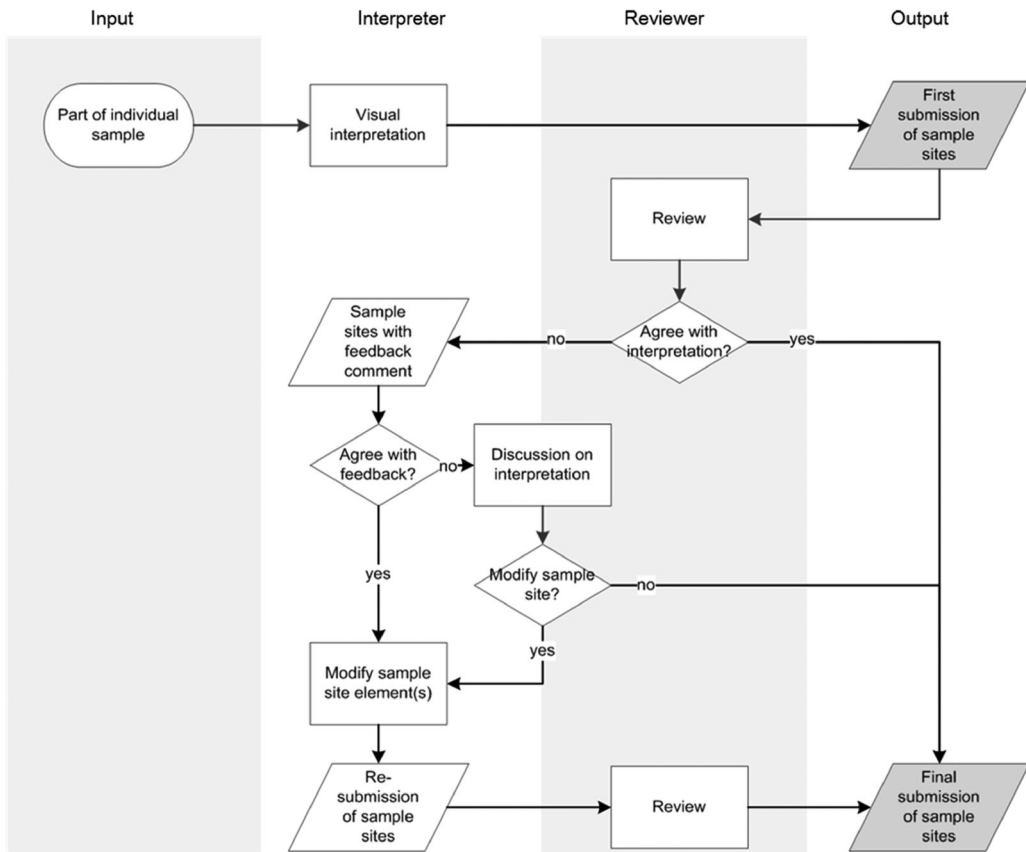 Input
Interpreter
Reviewer
Output
Part of individual
sample
Visual
interpretation
First
submission
of sample
sites
Review
Sample
sites with
feedback
comment
no
Agree with
interpretation?
yes
Agree with
feedback?
no
Discussion on
interpretation
yes
Modify sample
site?
no
yes
Modify sample
site element(s)
Re-
submission
of sample
sites
Review
Final
submission
of sample
sites